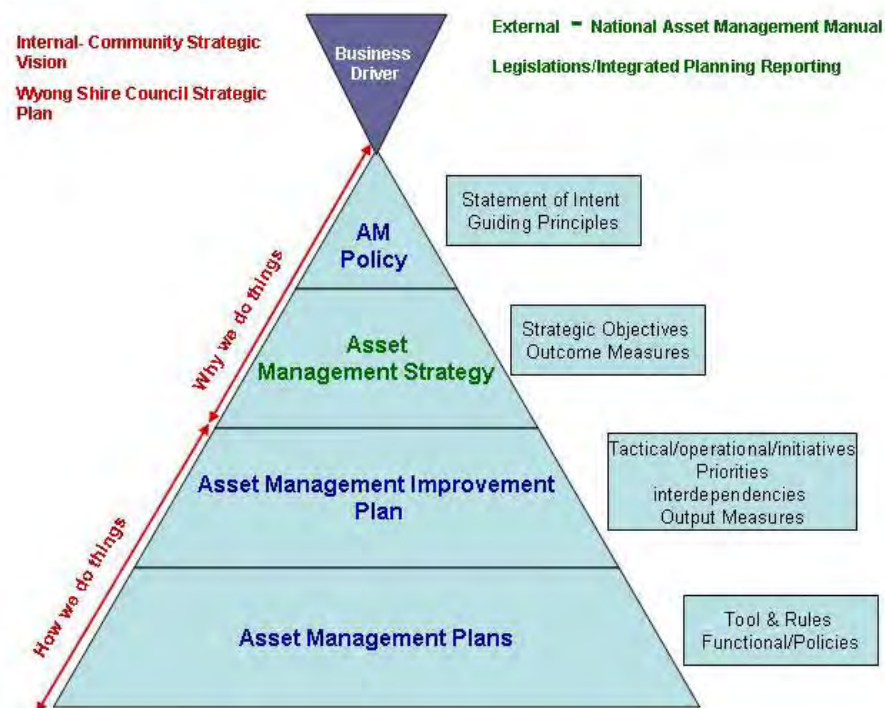 Internal- Community Strategic
Vision
Wyong Shire Council Strategic
Plan
Business
Driver
External - National Asset Management Manual
Legislations/Integrated Planning Reporting
Why we do things
How we do things
AM
Policy
Statement of Intent
Guiding Principles
Asset
Management Strategy
Strategic Objectives
Outcome Measures
Asset Management Improvement
Plan
Tactical/operational/initiatives
Priorities
interdependencies
Output Measures
Asset Management Plans
Tool & Rules
Functional/Policies